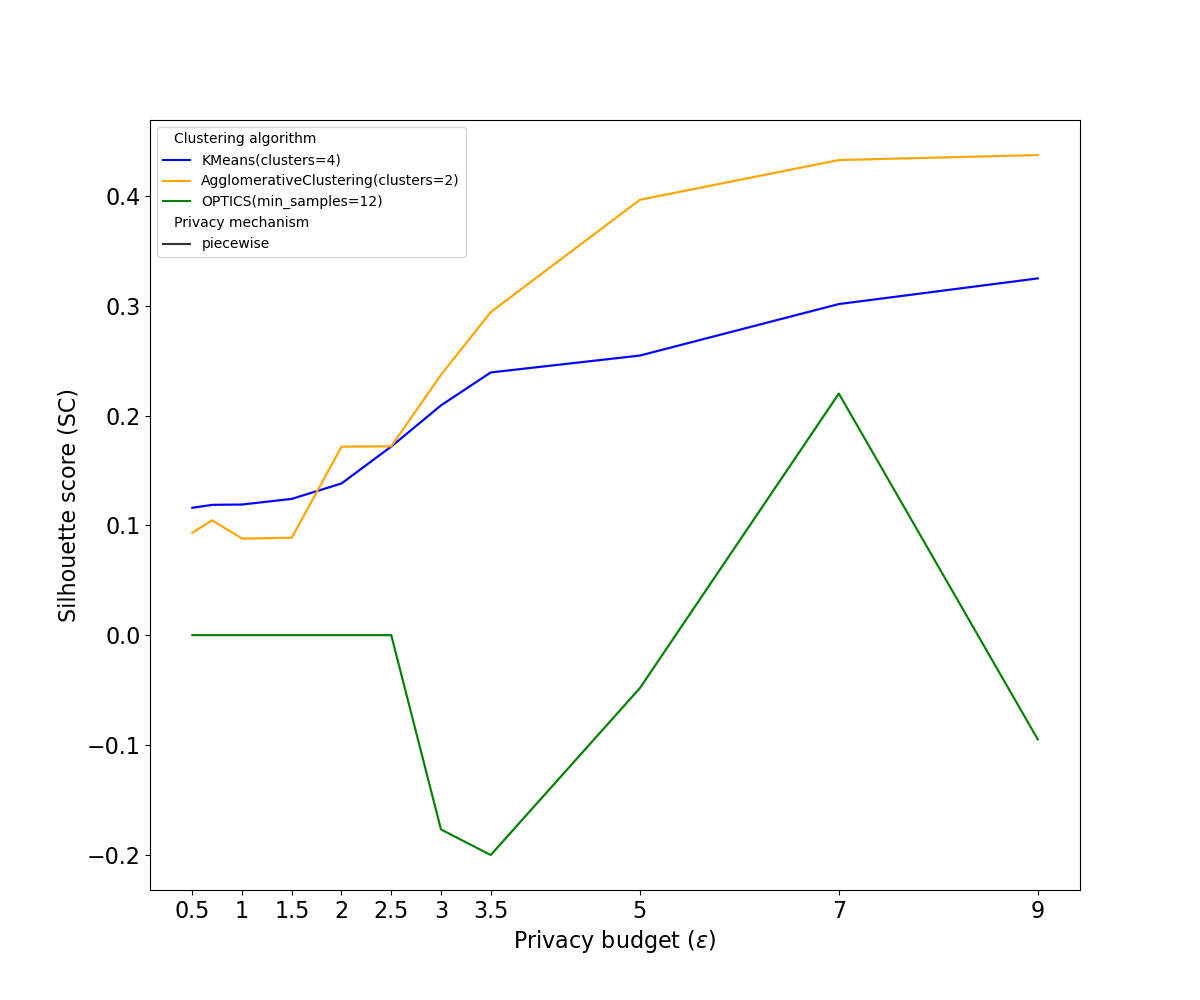 Clustering algorithm
KMeans(clusters=4)
AgglomerativeClustering(clusters=2)
OPTICS(min_samples=12)
Privacy mechanism
piecewise
Silhouette score (SC)
0.4
0.3
0.2
0.1
0.0
−0.1
−0.2
0.5 1 1.5 2 2.5 3 3.5 5 7 9
Privacy budget (ε)